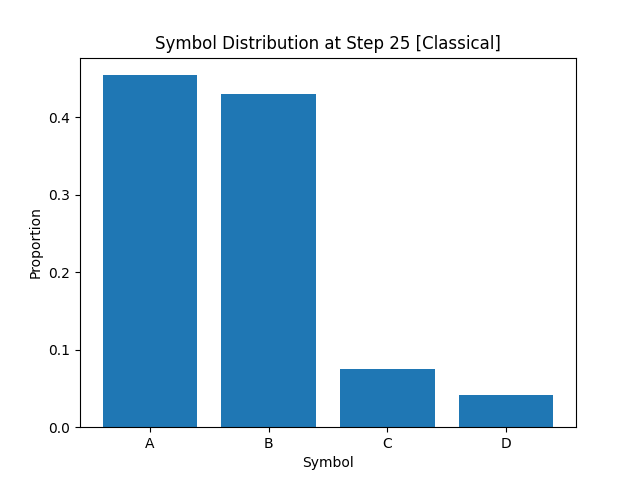 Symbol Distribution at Step 25 [Classical]
Proportion
0.4
0.3
0.2
0.1
0.0
A B C D
Symbol